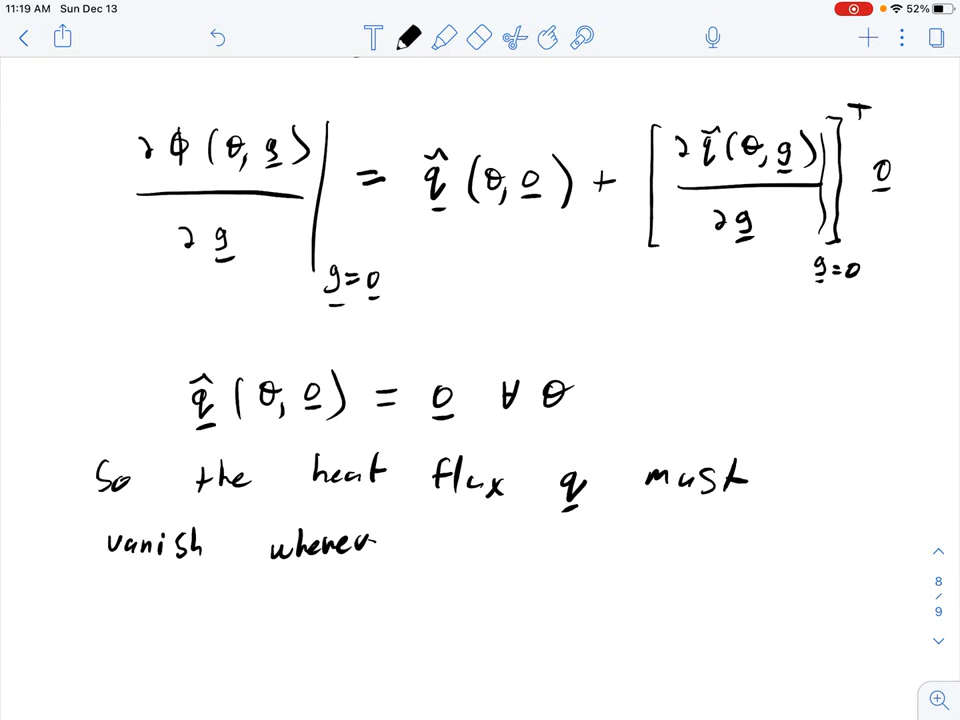 11:19 AM Sun Dec 13 52%
∂ϕ(θ, g) / ∂g |g=0 = q̂(θ, 0) + [∂q̂(θ, g) / ∂g]ᵀ g=0 0
q̂(θ, 0) = 0 ∀ θ
So the heat flux q must
vanish whenev
8
/
9